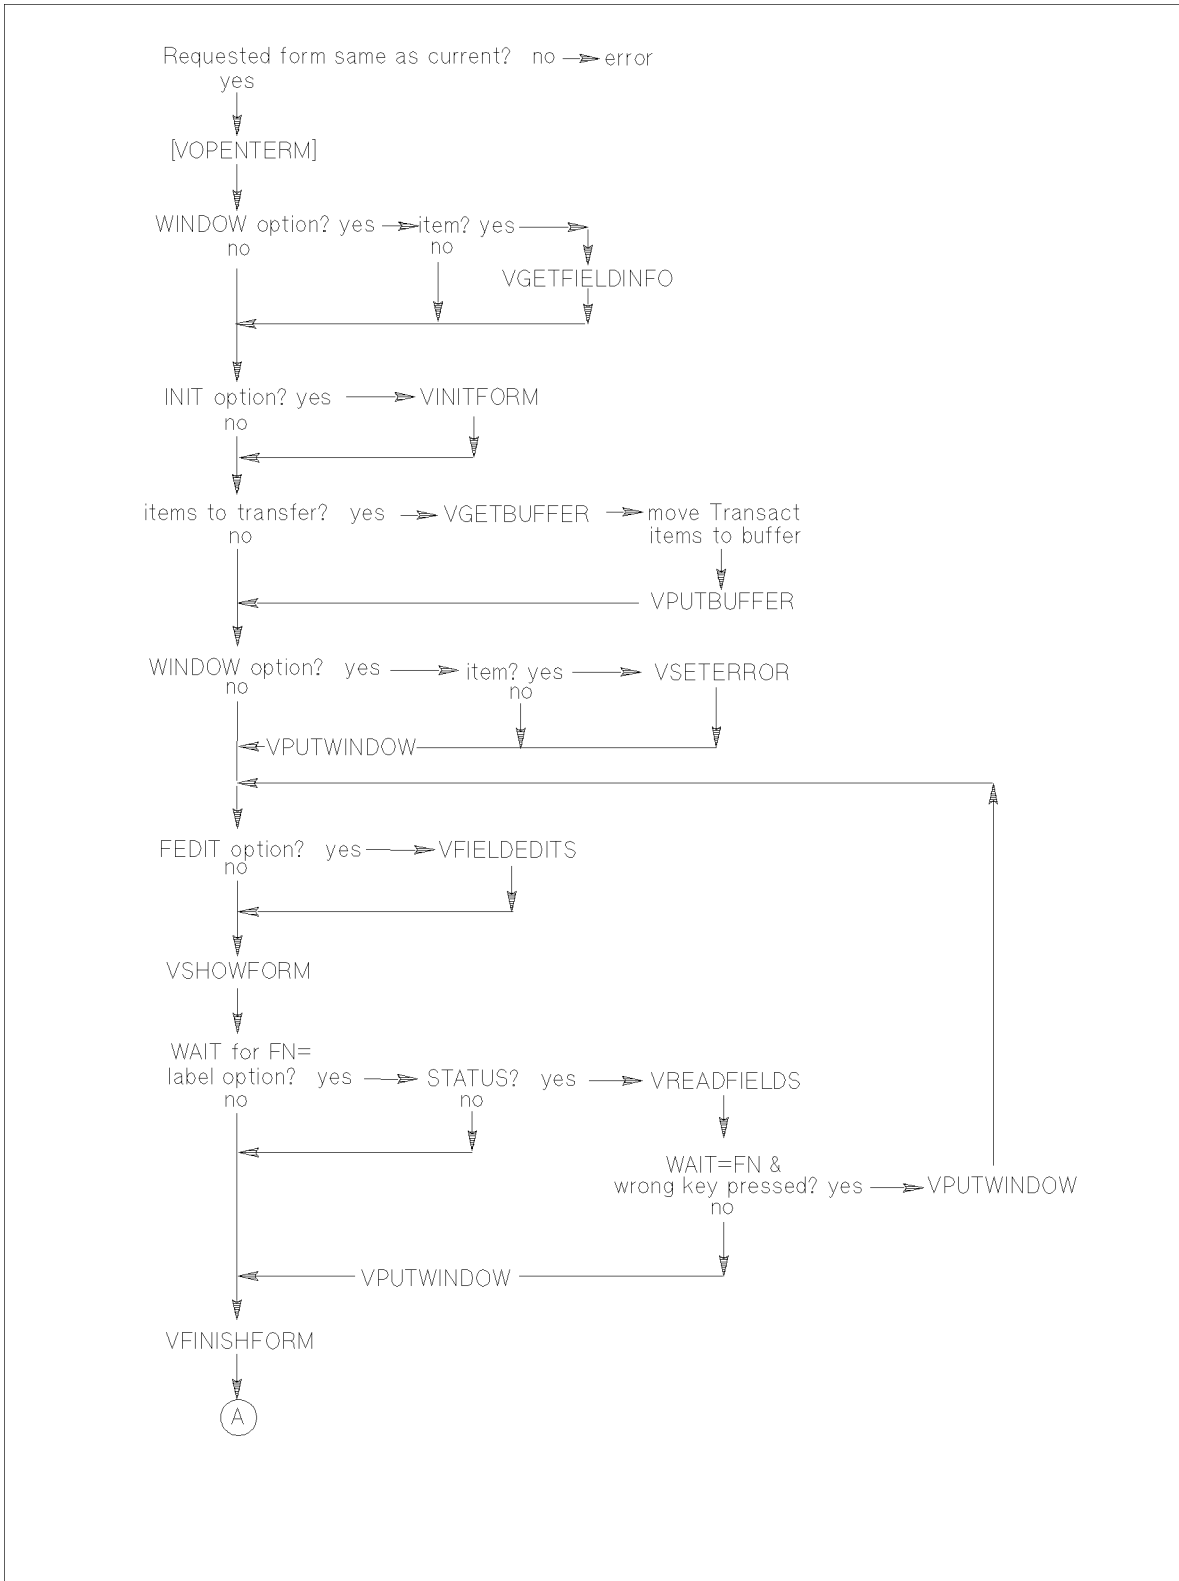 Requested form same as current? no error
yes
[VOPENTERM]
WINDOW option? yes item? yes
no no
VGETFIELDINFO
INIT option? yes VINITFORM
no
items to transfer? yes VGETBUFFER move Transact
no items to buffer
VPUTBUFFER
WINDOW option? yes item? yes VSETERROR
no no
VPUTWINDOW
FEDIT option? yes VFIELDEDITS
no
VSHOWFORM
WAIT for FN=
label option? yes STATUS? yes VREADFIELDS
no no
WAIT=FN &
wrong key pressed? yes VPUTWINDOW
no
VPUTWINDOW
VFINISHFORM
A